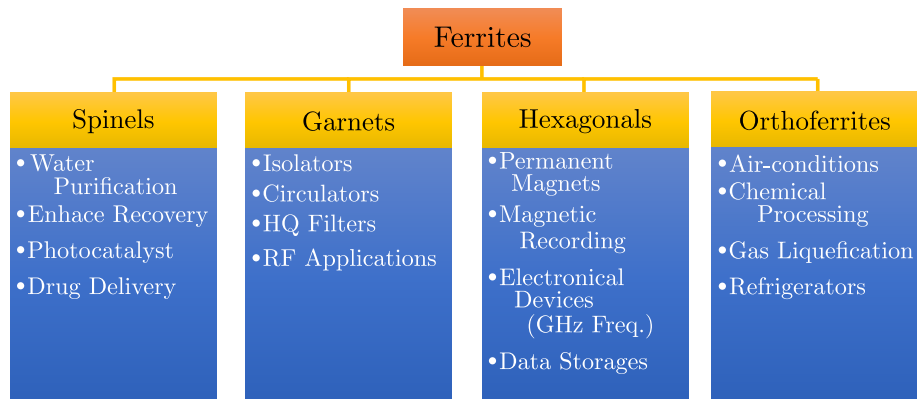 Ferrites
Spinels
•Water
Purification
•Enhace Recovery
•Photocatalyst
•Drug Delivery
Garnets
•Isolators
•Circulators
•HQ Filters
•RF Applications
Hexagonals
•Permanent
Magnets
•Magnetic
Recording
•Electronical
Devices
(GHz Freq.)
•Data Storages
Orthoferrites
•Air-conditions
•Chemical
Processing
•Gas Liquefication
•Refrigerators